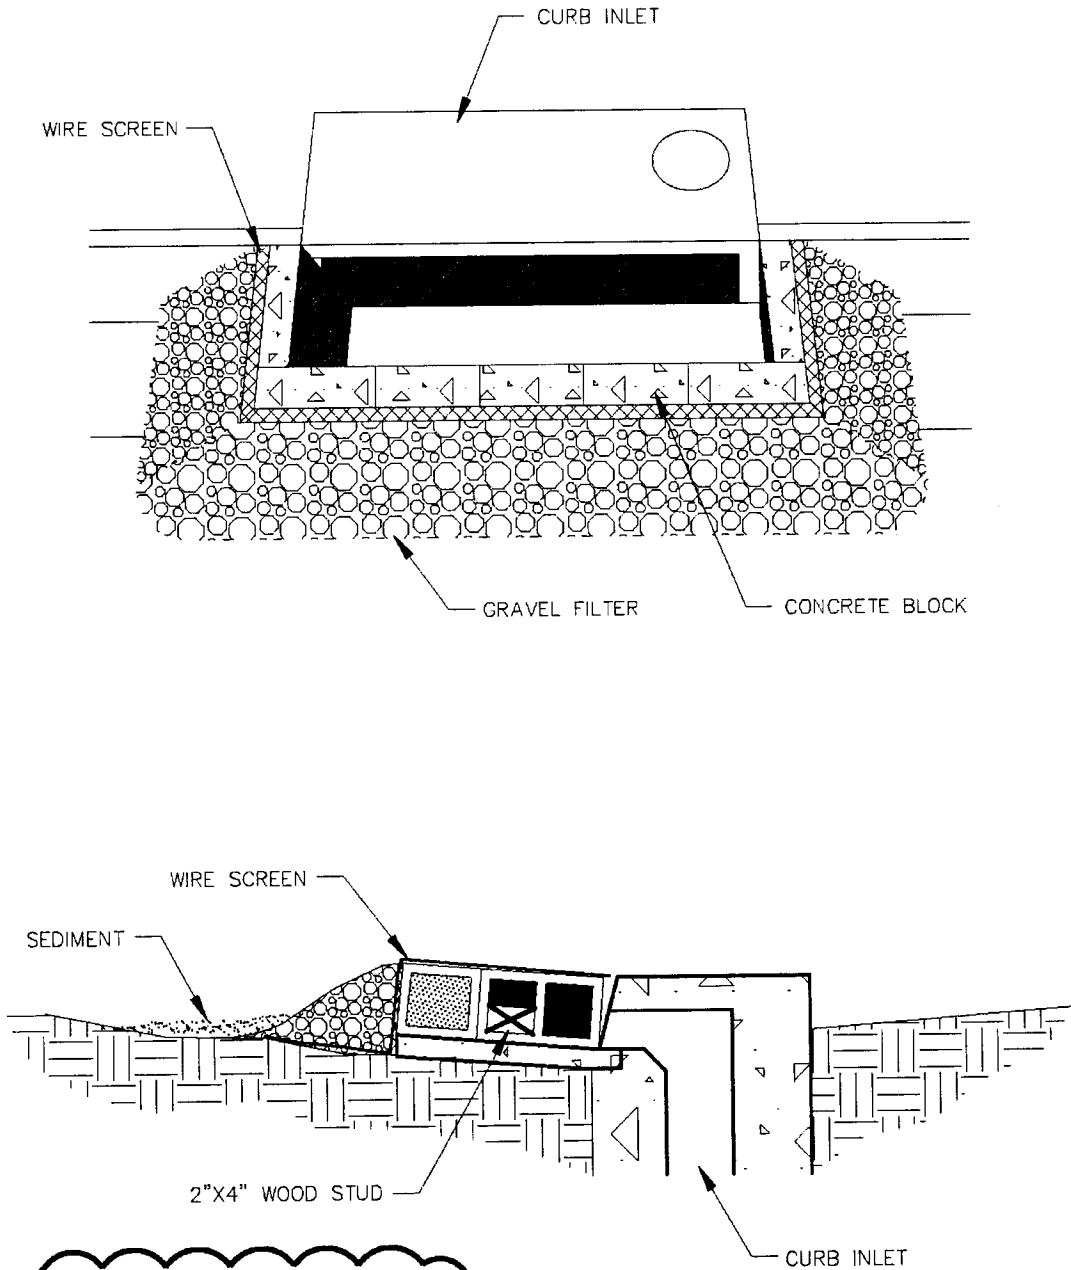 CURB INLET
WIRE SCREEN
GRAVEL FILTER
CONCRETE BLOCK
WIRE SCREEN
SEDIMENT
2"X4" WOOD STUD
CURB INLET